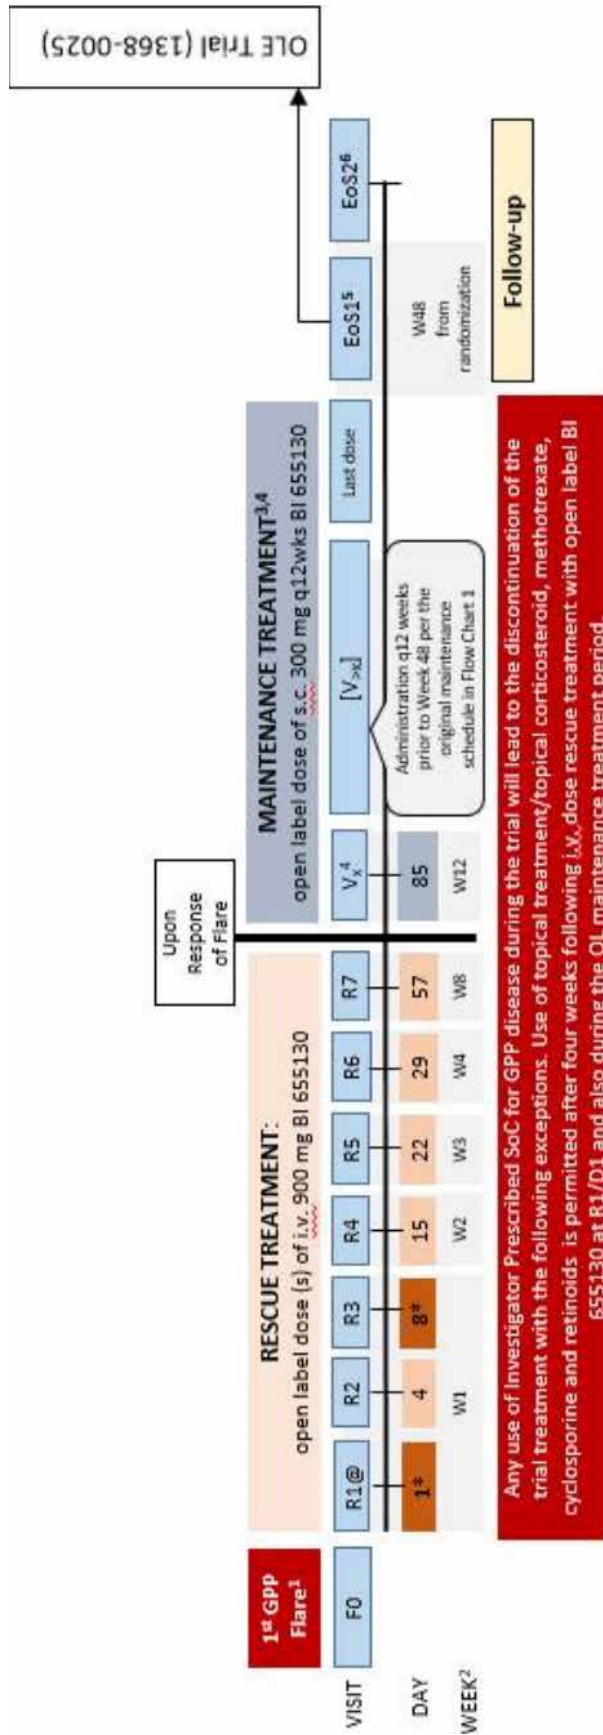 OLE Trial (1368-0025)
Upon
Response
of Flare
1st GPP
Flare1
RESCUE TREATMENT:
open label dose (s) of i.v. 900 mg BI 655130
MAINTENANCE TREATMENT3,4
open label dose of s.c. 300 mg q12wks BI 655130
VISIT
F0
R1@
R2
R3
R4
R5
R6
R7
Vx4
[V>x]
Last dose
EoS15
EoS26
DAY
1*
4
8*
15
22
29
57
85
Administration q12 weeks
prior to Week 48 per the
original maintenance
schedule in Flow Chart 1
W48
from
randomization
WEEK2
W1
W2
W3
W4
W8
W12
Follow-up
Any use of Investigator Prescribed SoC for GPP disease during the trial will lead to the discontinuation of the
trial treatment with the following exceptions. Use of topical treatment/topical corticosteroid, methotrexate,
cyclosporine and retinoids is permitted after four weeks following i.v. dose rescue treatment with open label BI
655130 at R1/D1 and also during the OL maintenance treatment period